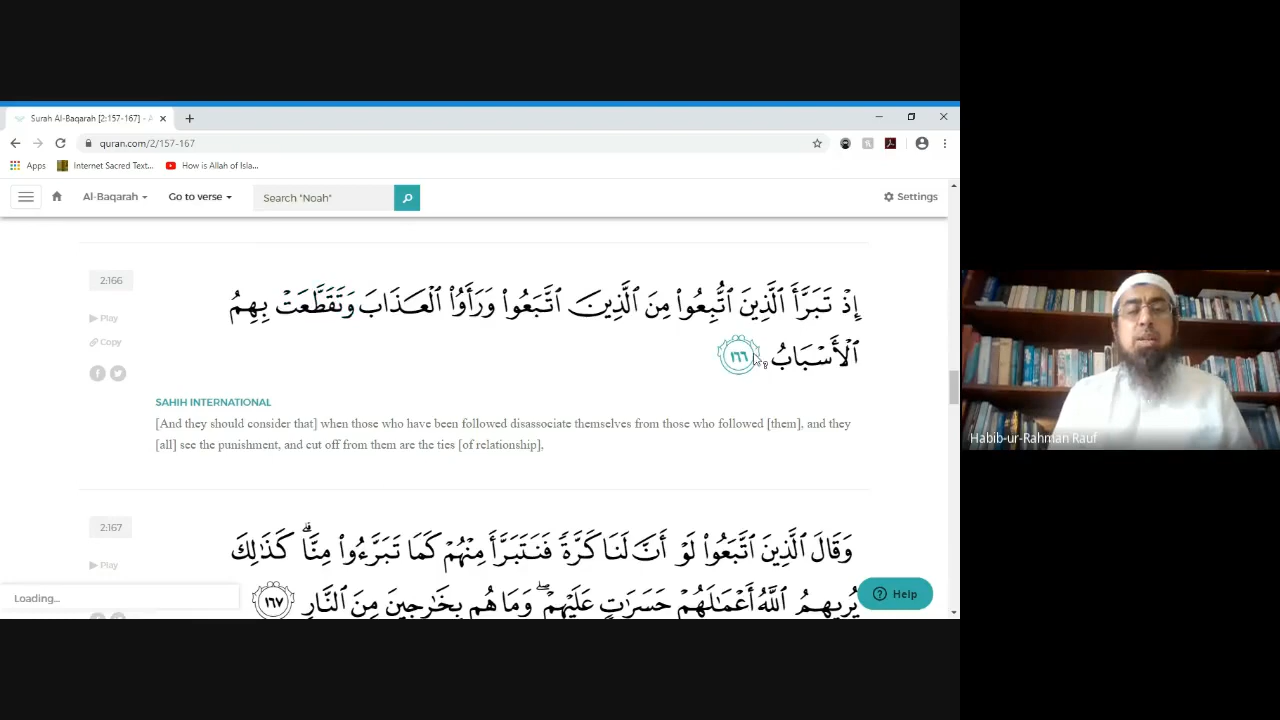 Surah Al-Baqarah [2:157-167] - A
quran.com/2/157-167
Apps
Internet Sacred Text...
How is Allah of Isla...
Al-Baqarah
Go to verse
Search "Noah"
Settings
2:166
إِذْ تَبَرَّأَ ٱلَّذِينَ ٱتُّبِعُوا۟ مِنَ ٱلَّذِينَ ٱتَّبَعُوا۟ وَرَأَوُا۟ ٱلْعَذَابَ وَتَقَطَّعَتْ بِهِمُ
ٱلْأَسْبَابُ ١٦٦
Play
Copy
SAHIH INTERNATIONAL
[And they should consider that] when those who have been followed disassociate themselves from those who followed [them], and they
[all] see the punishment, and cut off from them are the ties [of relationship],
2:167
وَقَالَ ٱلَّذِينَ ٱتَّبَعُوا۟ لَوْ أَنَّ لَنَا كَرَّةً فَنَتَبَرَّأَ مِنْهُمْ كَمَا تَبَرَّءُوا۟ مِنَّا ۗ كَذَٰلِكَ
يُرِيهِمُ ٱللَّهُ أَعْمَـٰلَهُمْ حَسَرَٰتٍ عَلَيْهِمْ ۖ وَمَا هُم بِخَـٰرِجِينَ مِنَ ٱلنَّارِ ١٦٧
Play
Loading...
Help
Habib-ur-Rahman Rauf